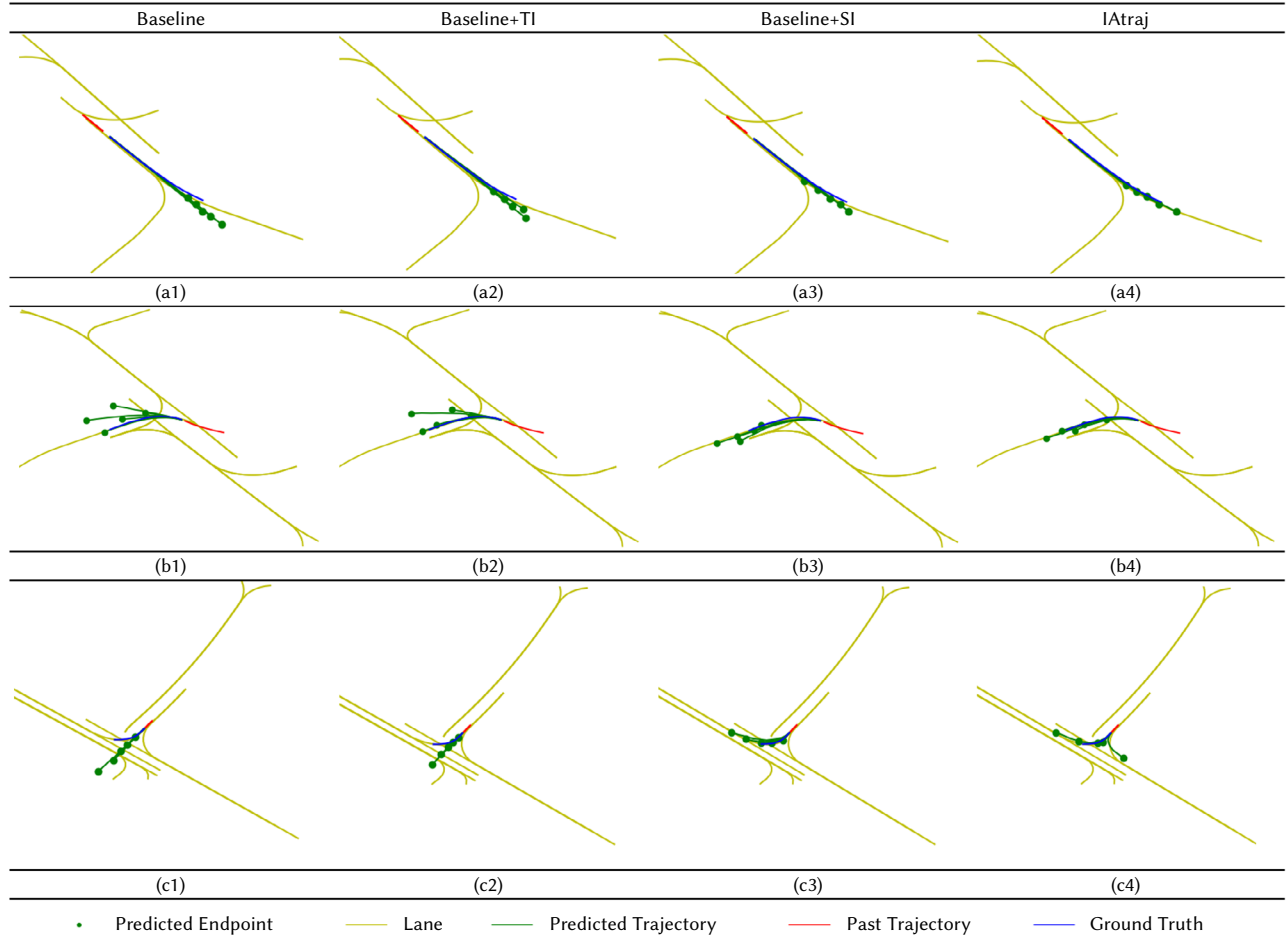 Baseline Baseline+TI Baseline+SI IAtraj
(a1) (a2) (a3) (a4)
(b1) (b2) (b3) (b4)
(c1) (c2) (c3) (c4)
Predicted Endpoint Lane Predicted Trajectory Past Trajectory Ground Truth